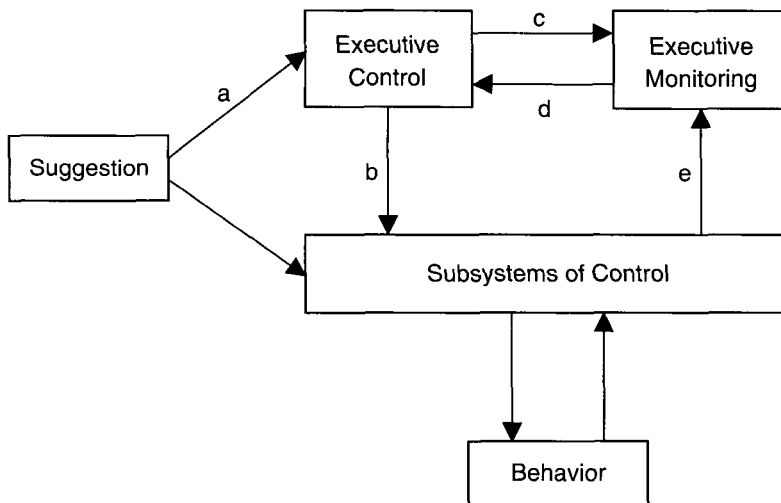 Executive
Control
c
Executive
Monitoring
a
d
Suggestion
b
e
Subsystems of Control
Behavior